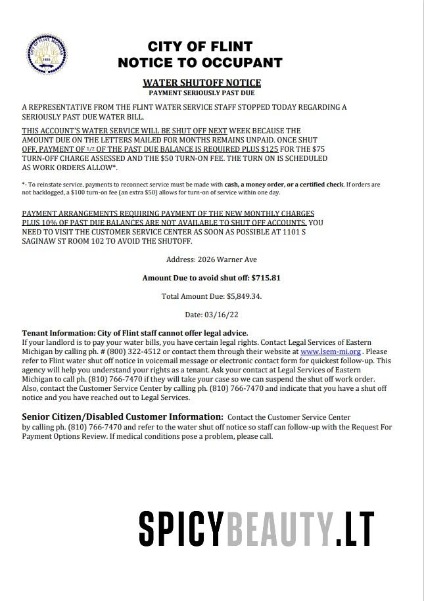 CITY OF FLINT
NOTICE TO OCCUPANT
WATER SHUTOFF NOTICE
PAYMENT SERIOUSLY PAST DUE
A REPRESENTATIVE FROM THE FLINT WATER SERVICE STAFF STOPPED TODAY REGARDING A
SERIOUSLY PAST DUE WATER BILL.
THIS ACCOUNT'S WATER SERVICE WILL BE SHUT OFF NEXT WEEK BECAUSE THE
AMOUNT DUE ON THE LETTERS MAILED FOR MONTHS REMAINS UNPAID. ONCE SHUT
OFF, PAYMENT OF 1/2 OF THE PAST DUE BALANCE IS REQUIRED PLUS $125 FOR THE $75
TURN-OFF CHARGE ASSESSED AND THE $50 TURN-ON FEE. THE TURN ON IS SCHEDULED
AS WORK ORDERS ALLOW*.
*- To reinstate service, payments to reconnect service must be made with cash, a money order, or a certified check. If orders are
not backlogged, a $100 turn-on fee (an extra $50) allows for turn-on of service within one day.
PAYMENT ARRANGEMENTS REQUIRING PAYMENT OF THE NEW MONTHLY CHARGES
PLUS 10% OF PAST DUE BALANCES ARE NOT AVAILABLE TO SHUT OFF ACCOUNTS. YOU
NEED TO VISIT THE CUSTOMER SERVICE CENTER AS SOON AS POSSIBLE AT 1101 S
SAGINAW ST ROOM 102 TO AVOID THE SHUTOFF.
Address: 2026 Warner Ave
Amount Due to avoid shut off: $715.81
Total Amount Due: $5,849.34.
Date: 03/16/22
Tenant Information: City of Flint staff cannot offer legal advice.
If your landlord is to pay your water bills, you have certain legal rights. Contact Legal Services of Eastern
Michigan by calling ph. # (800) 322-4512 or contact them through their website at www.lsem-mi.org . Please
refer to Flint water shut off notice in voicemail message or electronic contact form for quickest follow-up. This
agency will help you understand your rights as a tenant. Ask your contact at Legal Services of Eastern
Michigan to call ph. (810) 766-7470 if they will take your case so we can suspend the shut off work order.
Also, contact the Customer Service Center by calling ph. (810) 766-7470 and indicate that you have a shut off
notice and you have reached out to Legal Services.
Senior Citizen/Disabled Customer Information: Contact the Customer Service Center
by calling ph. (810) 766-7470 and refer to the water shut off notice so staff can follow-up with the Request For
Payment Options Review. If medical conditions pose a problem, please call.
SPICYBEAUTY.LT